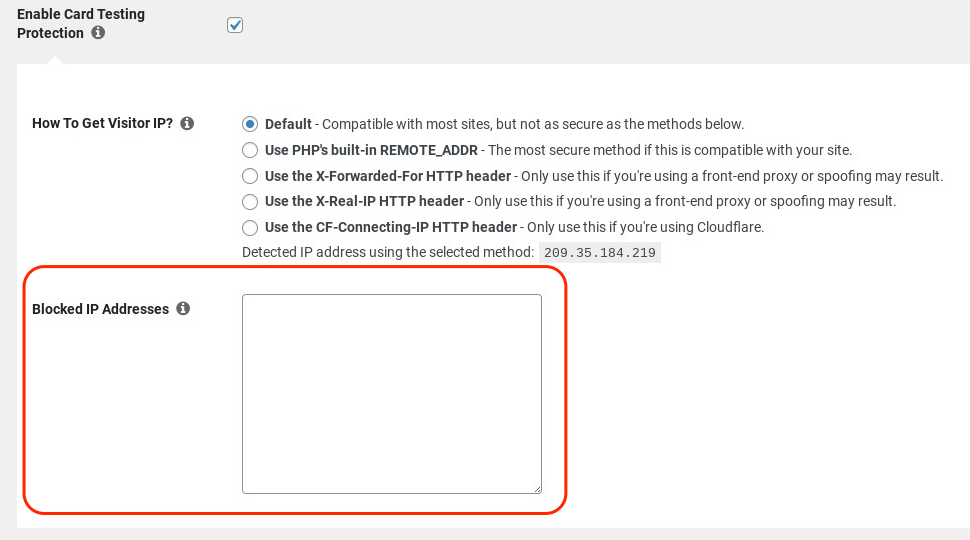 Enable Card Testing
Protection
How To Get Visitor IP?
Default - Compatible with most sites, but not as secure as the methods below.
Use PHP's built-in REMOTE_ADDR - The most secure method if this is compatible with your site.
Use the X-Forwarded-For HTTP header - Only use this if you're using a front-end proxy or spoofing may result.
Use the X-Real-IP HTTP header - Only use this if you're using a front-end proxy or spoofing may result.
Use the CF-Connecting-IP HTTP header - Only use this if you're using Cloudflare.
Detected IP address using the selected method: 209.35.184.219
Blocked IP Addresses